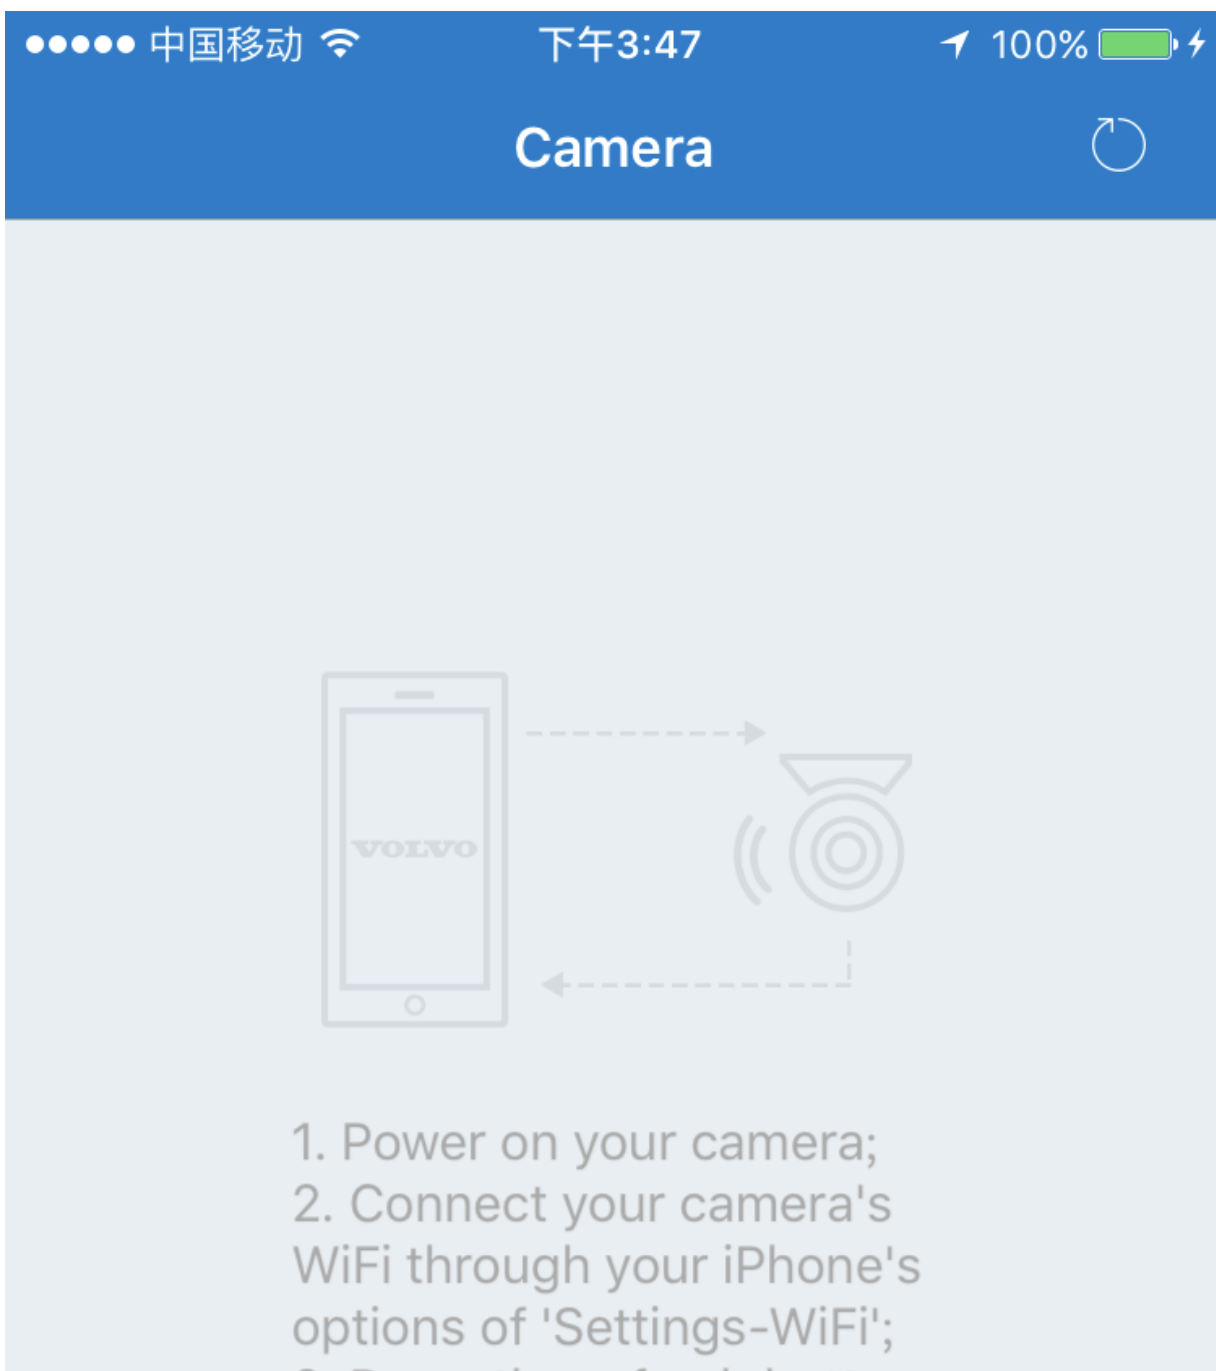 中国移动 下午3:47 100%
Camera
VOLVO
1. Power on your camera;
2. Connect your camera's
WiFi through your iPhone's
options of 'Settings-WiFi';